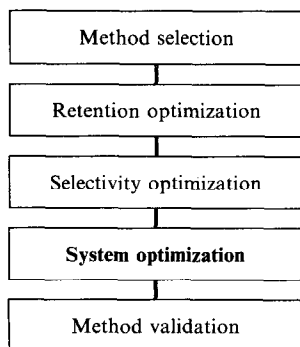 Method selection
Retention optimization
Selectivity optimization
System optimization
Method validation